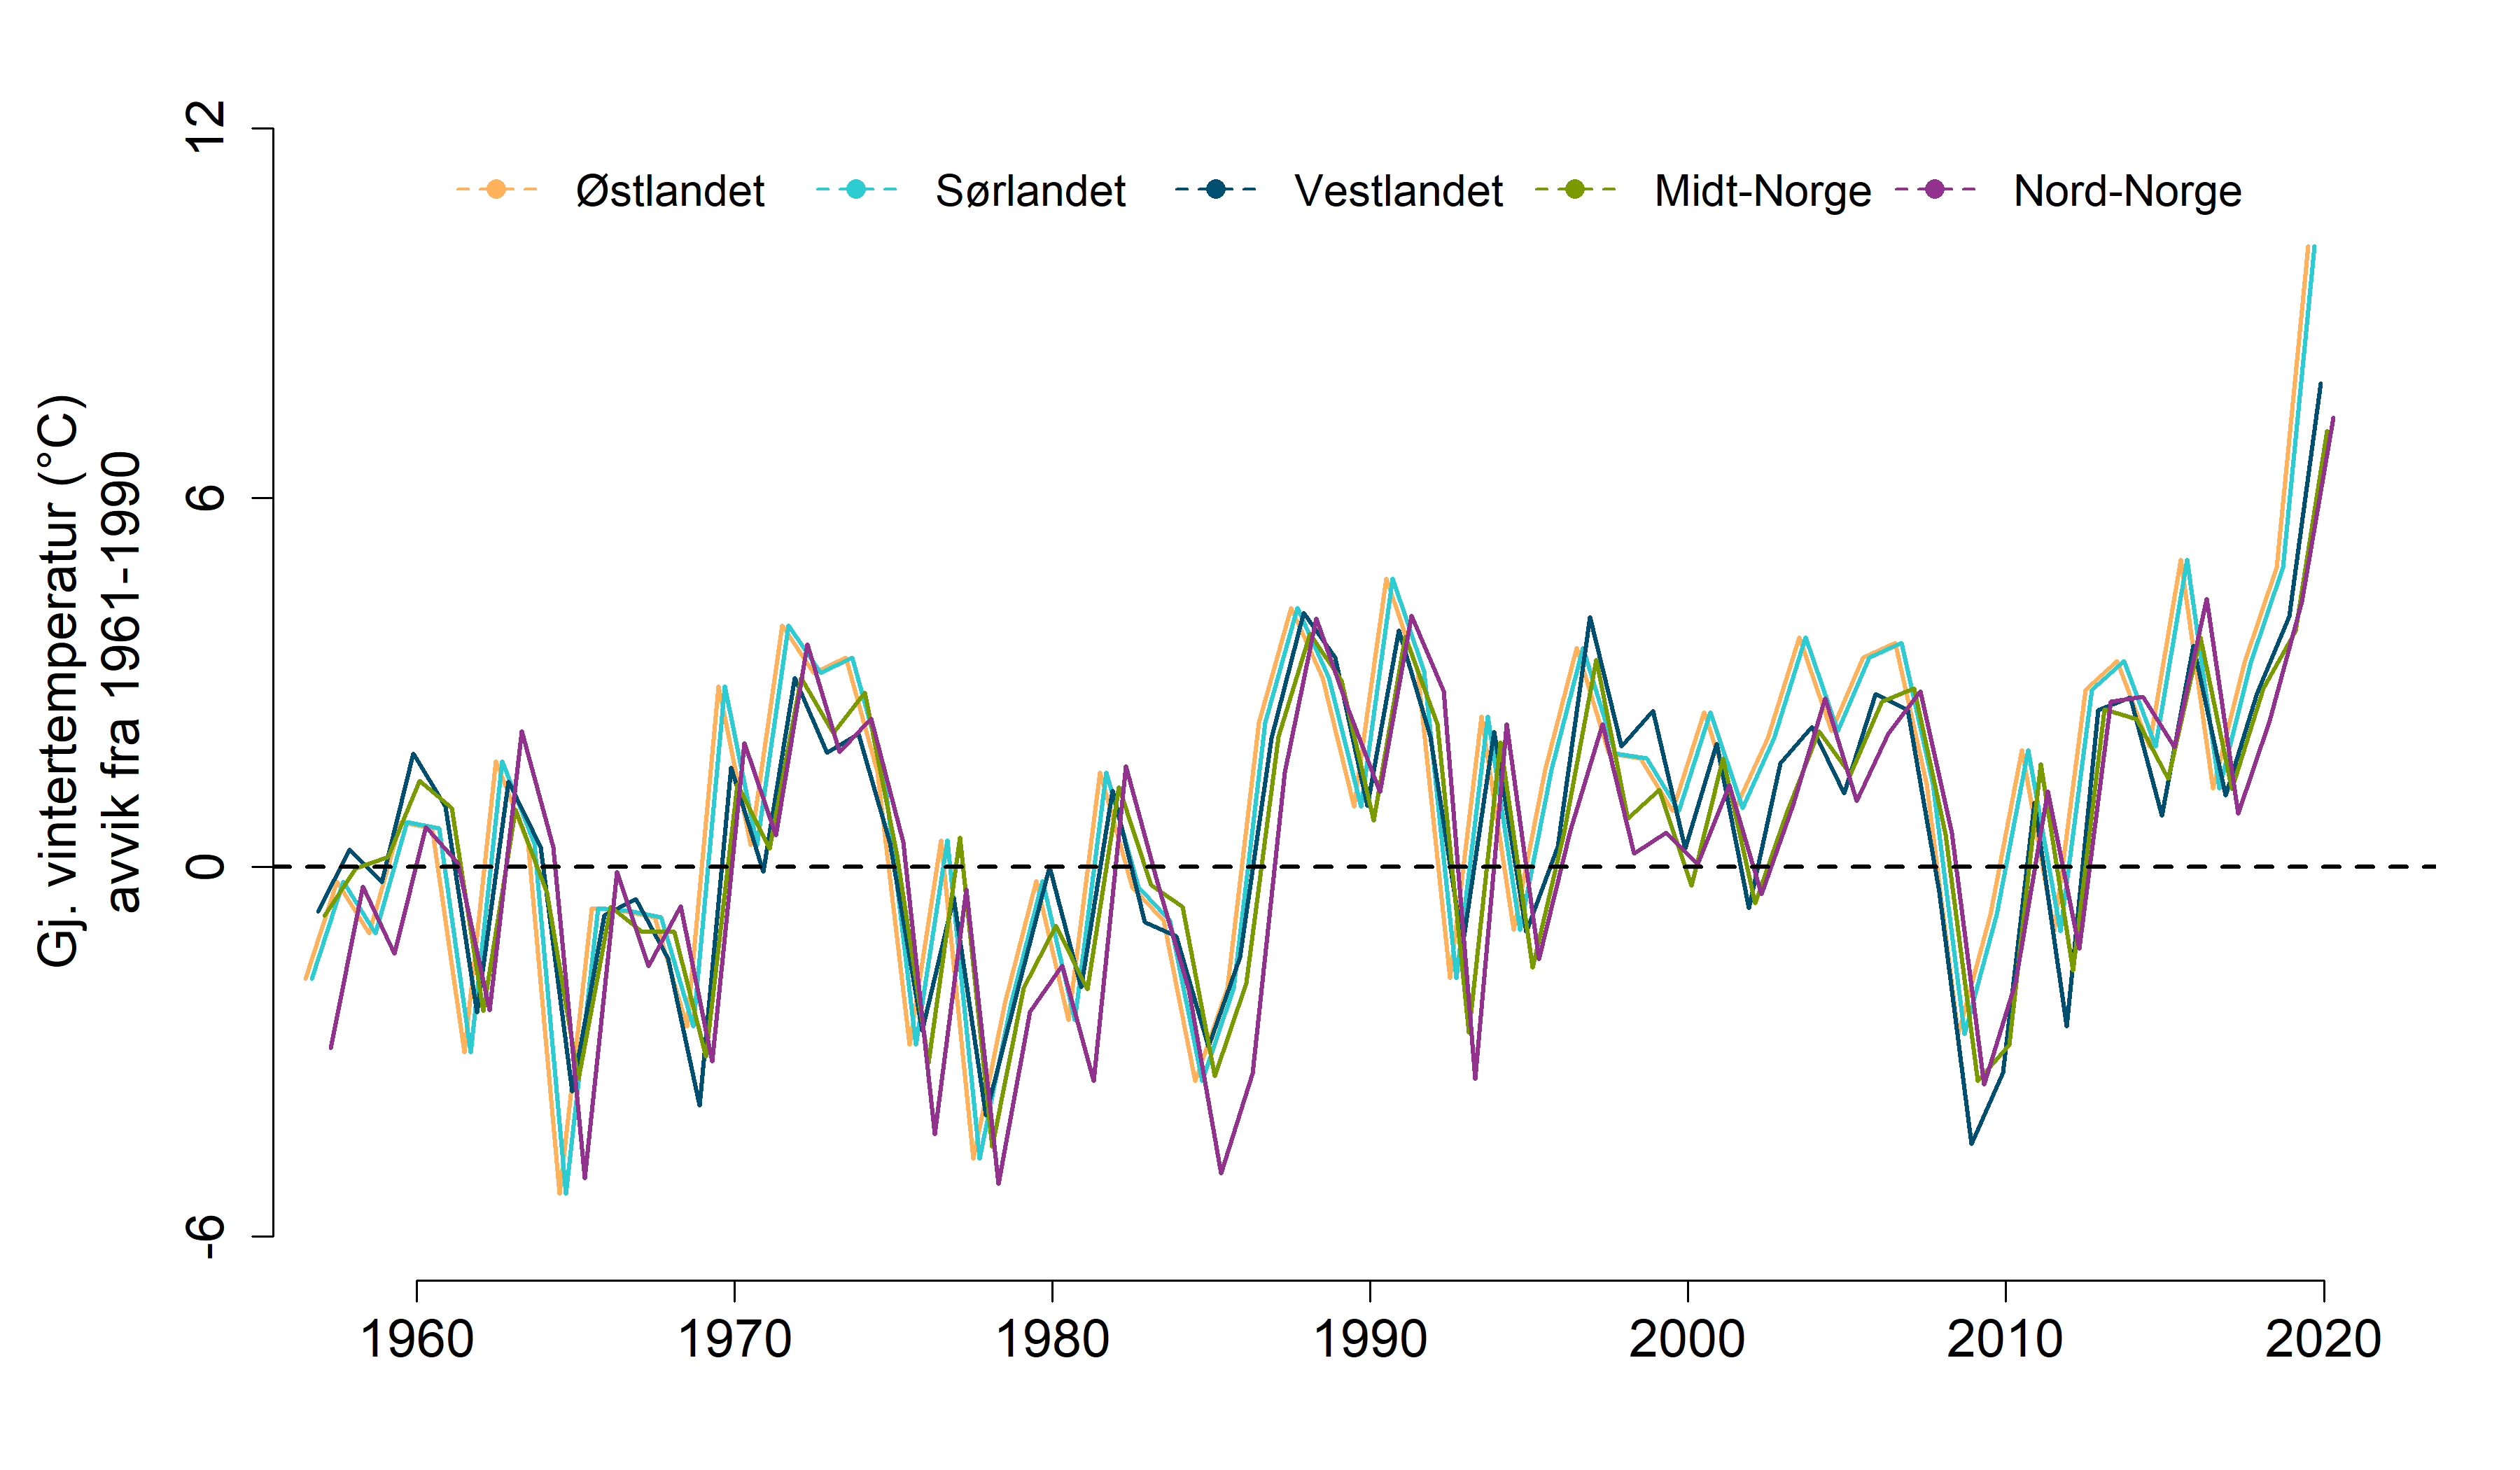 Gj. vintertemperatur (°C)
avvik fra 1961-1990
12
6
0
-6
Østlandet Sørlandet Vestlandet Midt-Norge Nord-Norge
1960 1970 1980 1990 2000 2010 2020